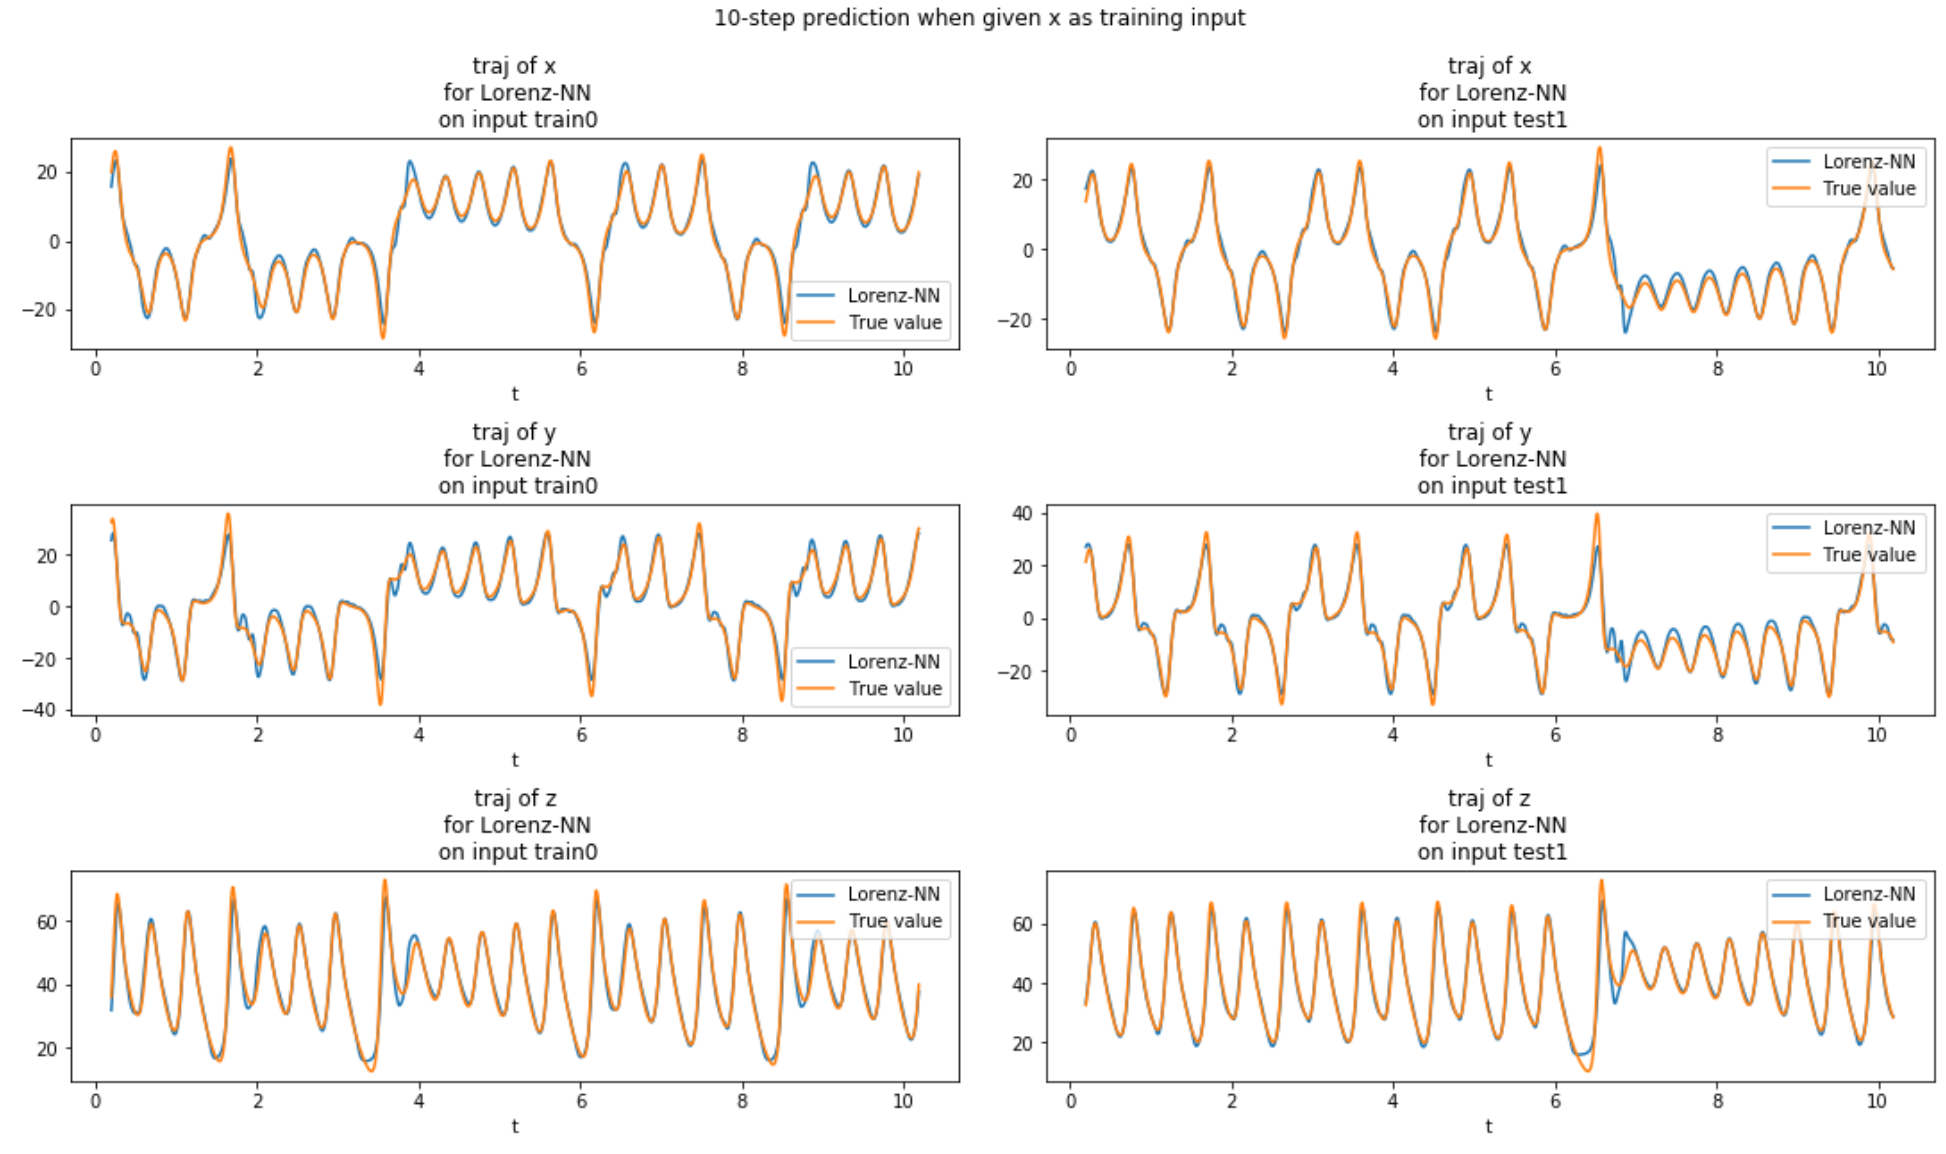 10-step prediction when given x as training input
traj of x
for Lorenz-NN
on input train0
20
0
−20
Lorenz-NN
True value
0 2 4 6 8 10
t
traj of x
for Lorenz-NN
on input test1
20
0
−20
Lorenz-NN
True value
0 2 4 6 8 10
t
traj of y
for Lorenz-NN
on input train0
20
0
−20
−40
Lorenz-NN
True value
0 2 4 6 8 10
t
traj of y
for Lorenz-NN
on input test1
40
20
0
−20
Lorenz-NN
True value
0 2 4 6 8 10
t
traj of z
for Lorenz-NN
on input train0
60
40
20
Lorenz-NN
True value
0 2 4 6 8 10
t
traj of z
for Lorenz-NN
on input test1
60
40
20
Lorenz-NN
True value
0 2 4 6 8 10
t